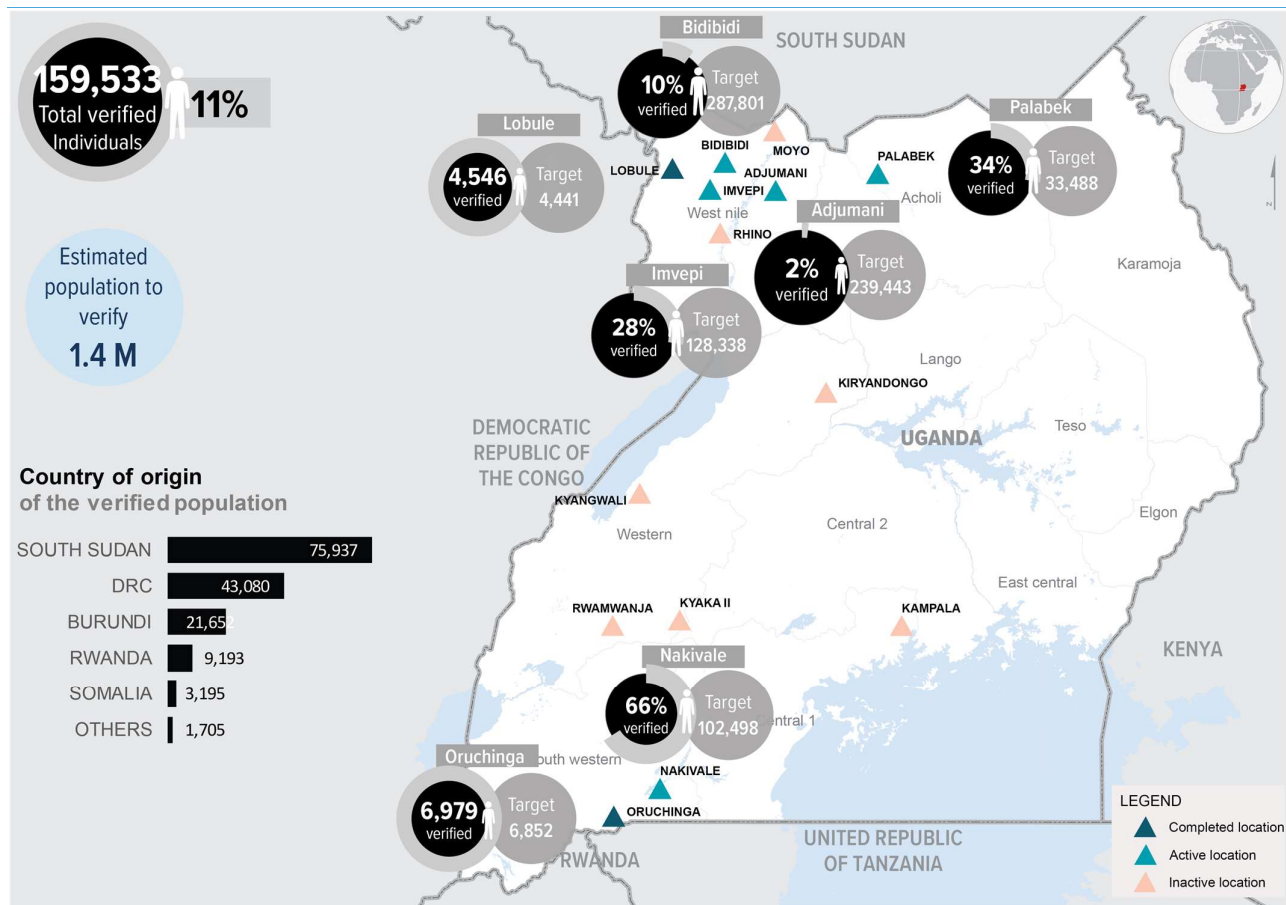 159,533
Total verified
Individuals
11%
Estimated
population to
verify
1.4 M
Country of origin
of the verified population
SOUTH SUDAN 75,937
DRC 43,080
BURUNDI 21,652
RWANDA 9,193
SOMALIA 3,195
OTHERS 1,705
Bidibidi
10%
verified
Target
287,801
SOUTH SUDAN
Lobule
4,546
verified
Target
4,441
Palabek
34%
verified
Target
33,488
LOBULE
BIDIBIDI
MOYO
ADJUMANI
IMVEPI
PALABEK
West nile
Acholi
RHINO
Adjumani
2%
verified
Target
239,443
Karamoja
Imvepi
28%
verified
Target
128,338
Lango
KIRYANDONGO
DEMOCRATIC
REPUBLIC OF
THE CONGO
UGANDA
Teso
KYANGWALI
Western
Central 2
Elgon
East central
RWAMWANJA
KYAKA II
KAMPALA
KENYA
Nakivale
66%
verified
Target
102,498
Central 1
Oruchinga
outh western
6,979
verified
Target
6,852
NAKIVALE
ORUCHINGA
RWANDA
UNITED REPUBLIC
OF TANZANIA
N
LEGEND
Completed location
Active location
Inactive location